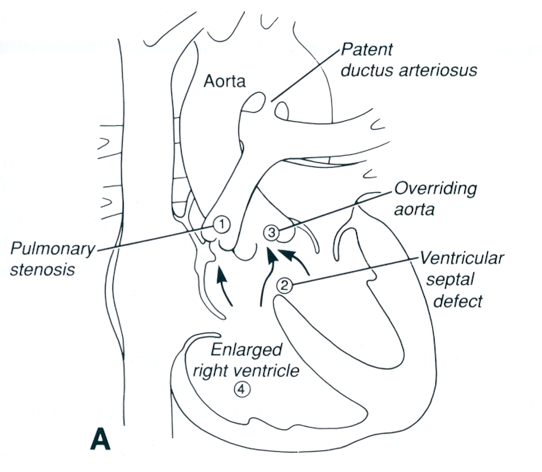 Patent
ductus arteriosus
Aorta
Overriding
aorta
1
3
Pulmonary
stenosis
Ventricular
septal
defect
2
Enlarged
right ventricle
4
A